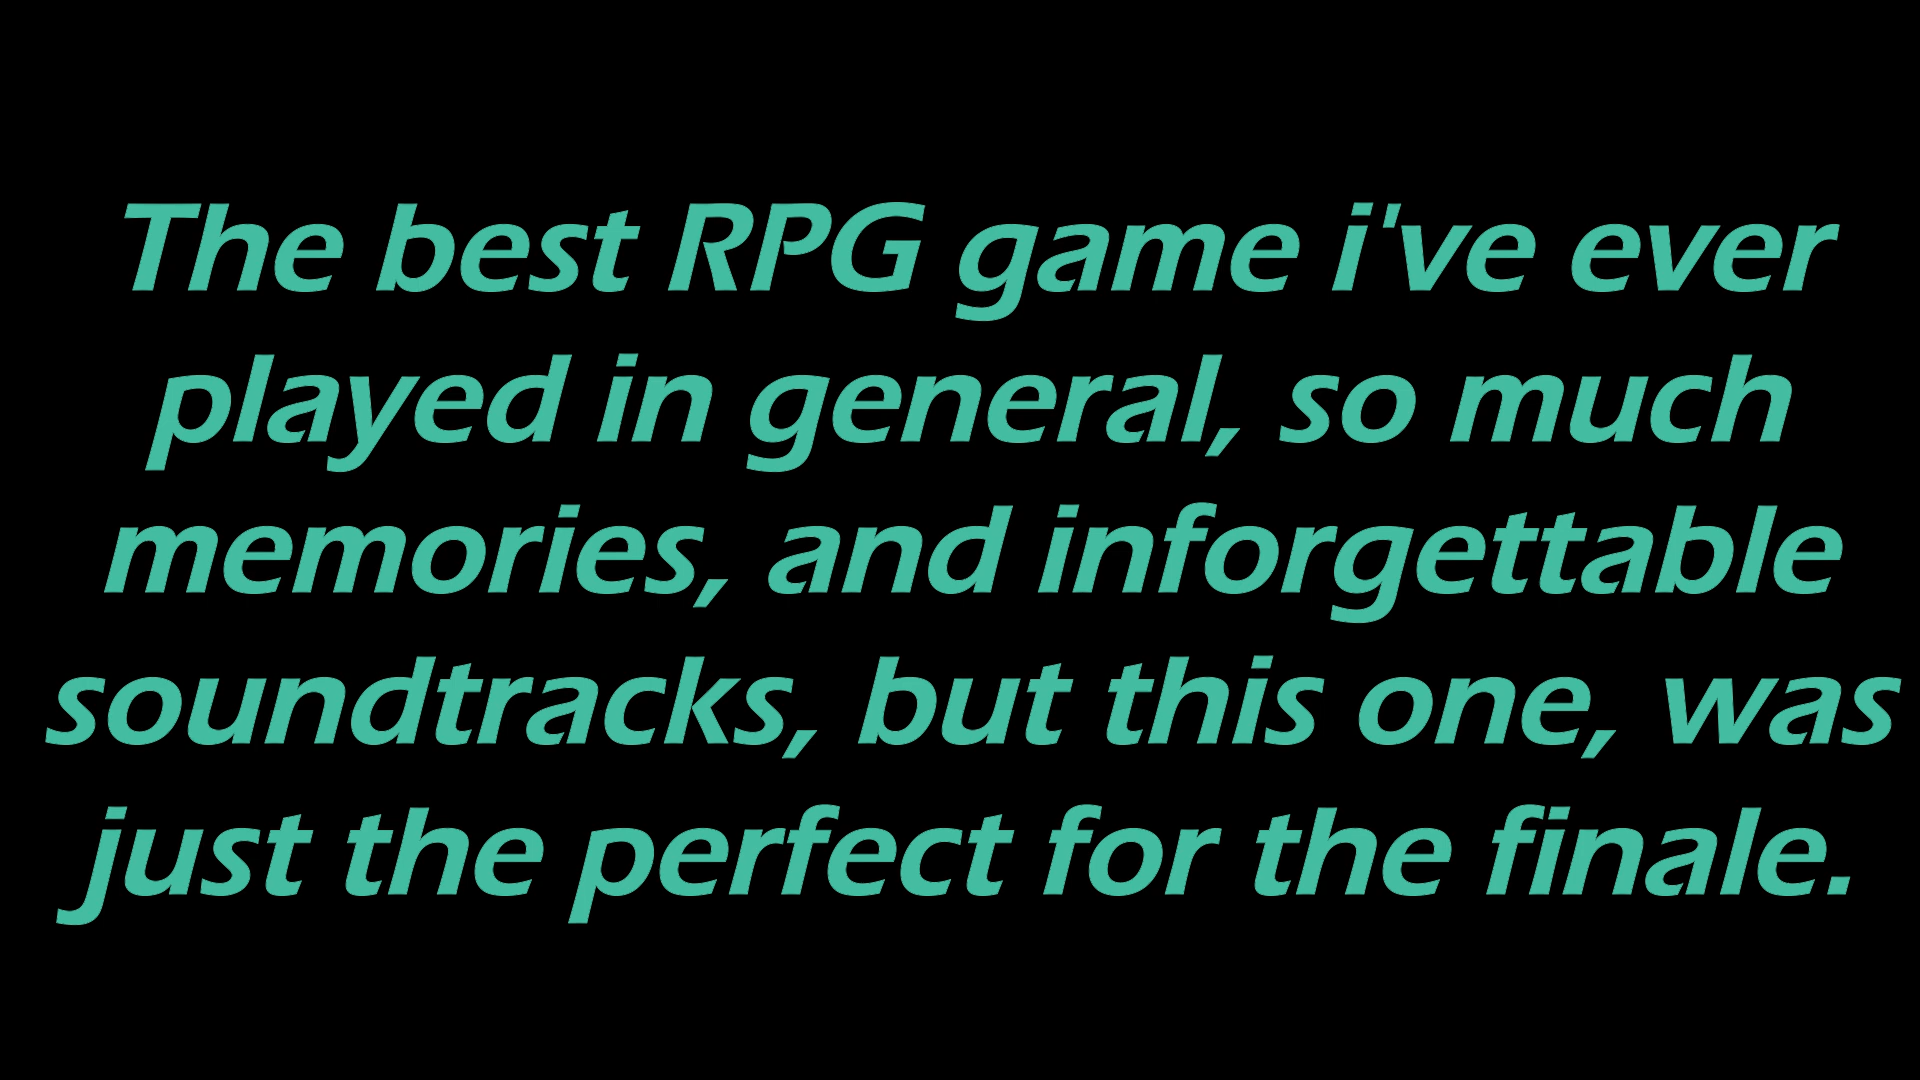 The best RPG game i've ever
played in general, so much
memories, and inforgettable
soundtracks, but this one, was
just the perfect for the finale.